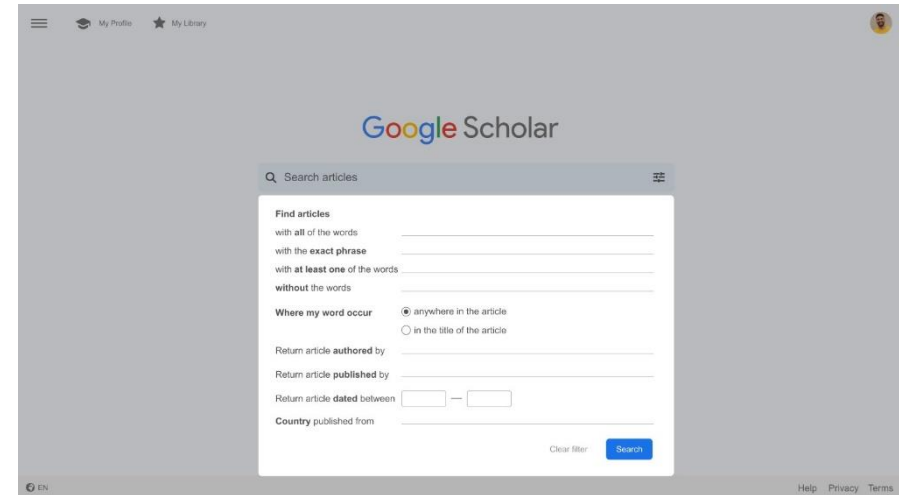 My Profile My Library
Google Scholar
Search articles
Find articles
with all of the words
with the exact phrase
with at least one of the words
without the words
Where my word occur anywhere in the article
in the title of the article
Return article authored by
Return article published by
Return article dated between —
Country published from
Clear filter Search
EN Help Privacy Terms